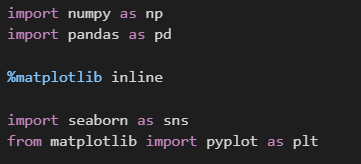 import numpy as np
import pandas as pd
%matplotlib inline
import seaborn as sns
from matplotlib import pyplot as plt